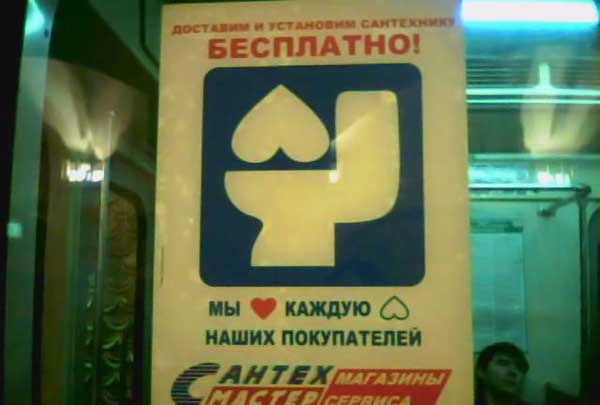 ДОСТАВИМ И УСТАНОВИМ САНТЕХНИКУ
БЕСПЛАТНО!
МЫ ❤ КАЖДУЮ ♡
НАШИХ ПОКУПАТЕЛЕЙ
САНТЕХ МАГАЗИНЫ
МАСТЕР СЕРВИСА